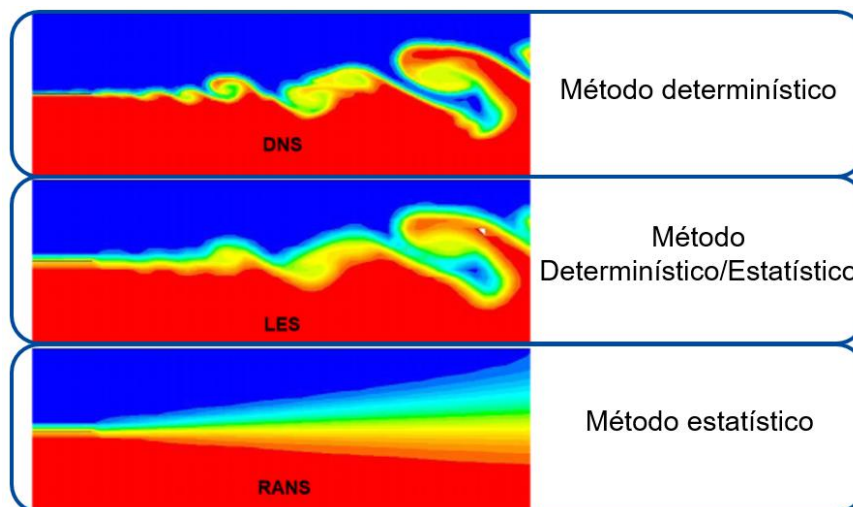 DNS
Método determinístico
LES
Método
Determinístico/Estatístico
RANS
Método estatístico